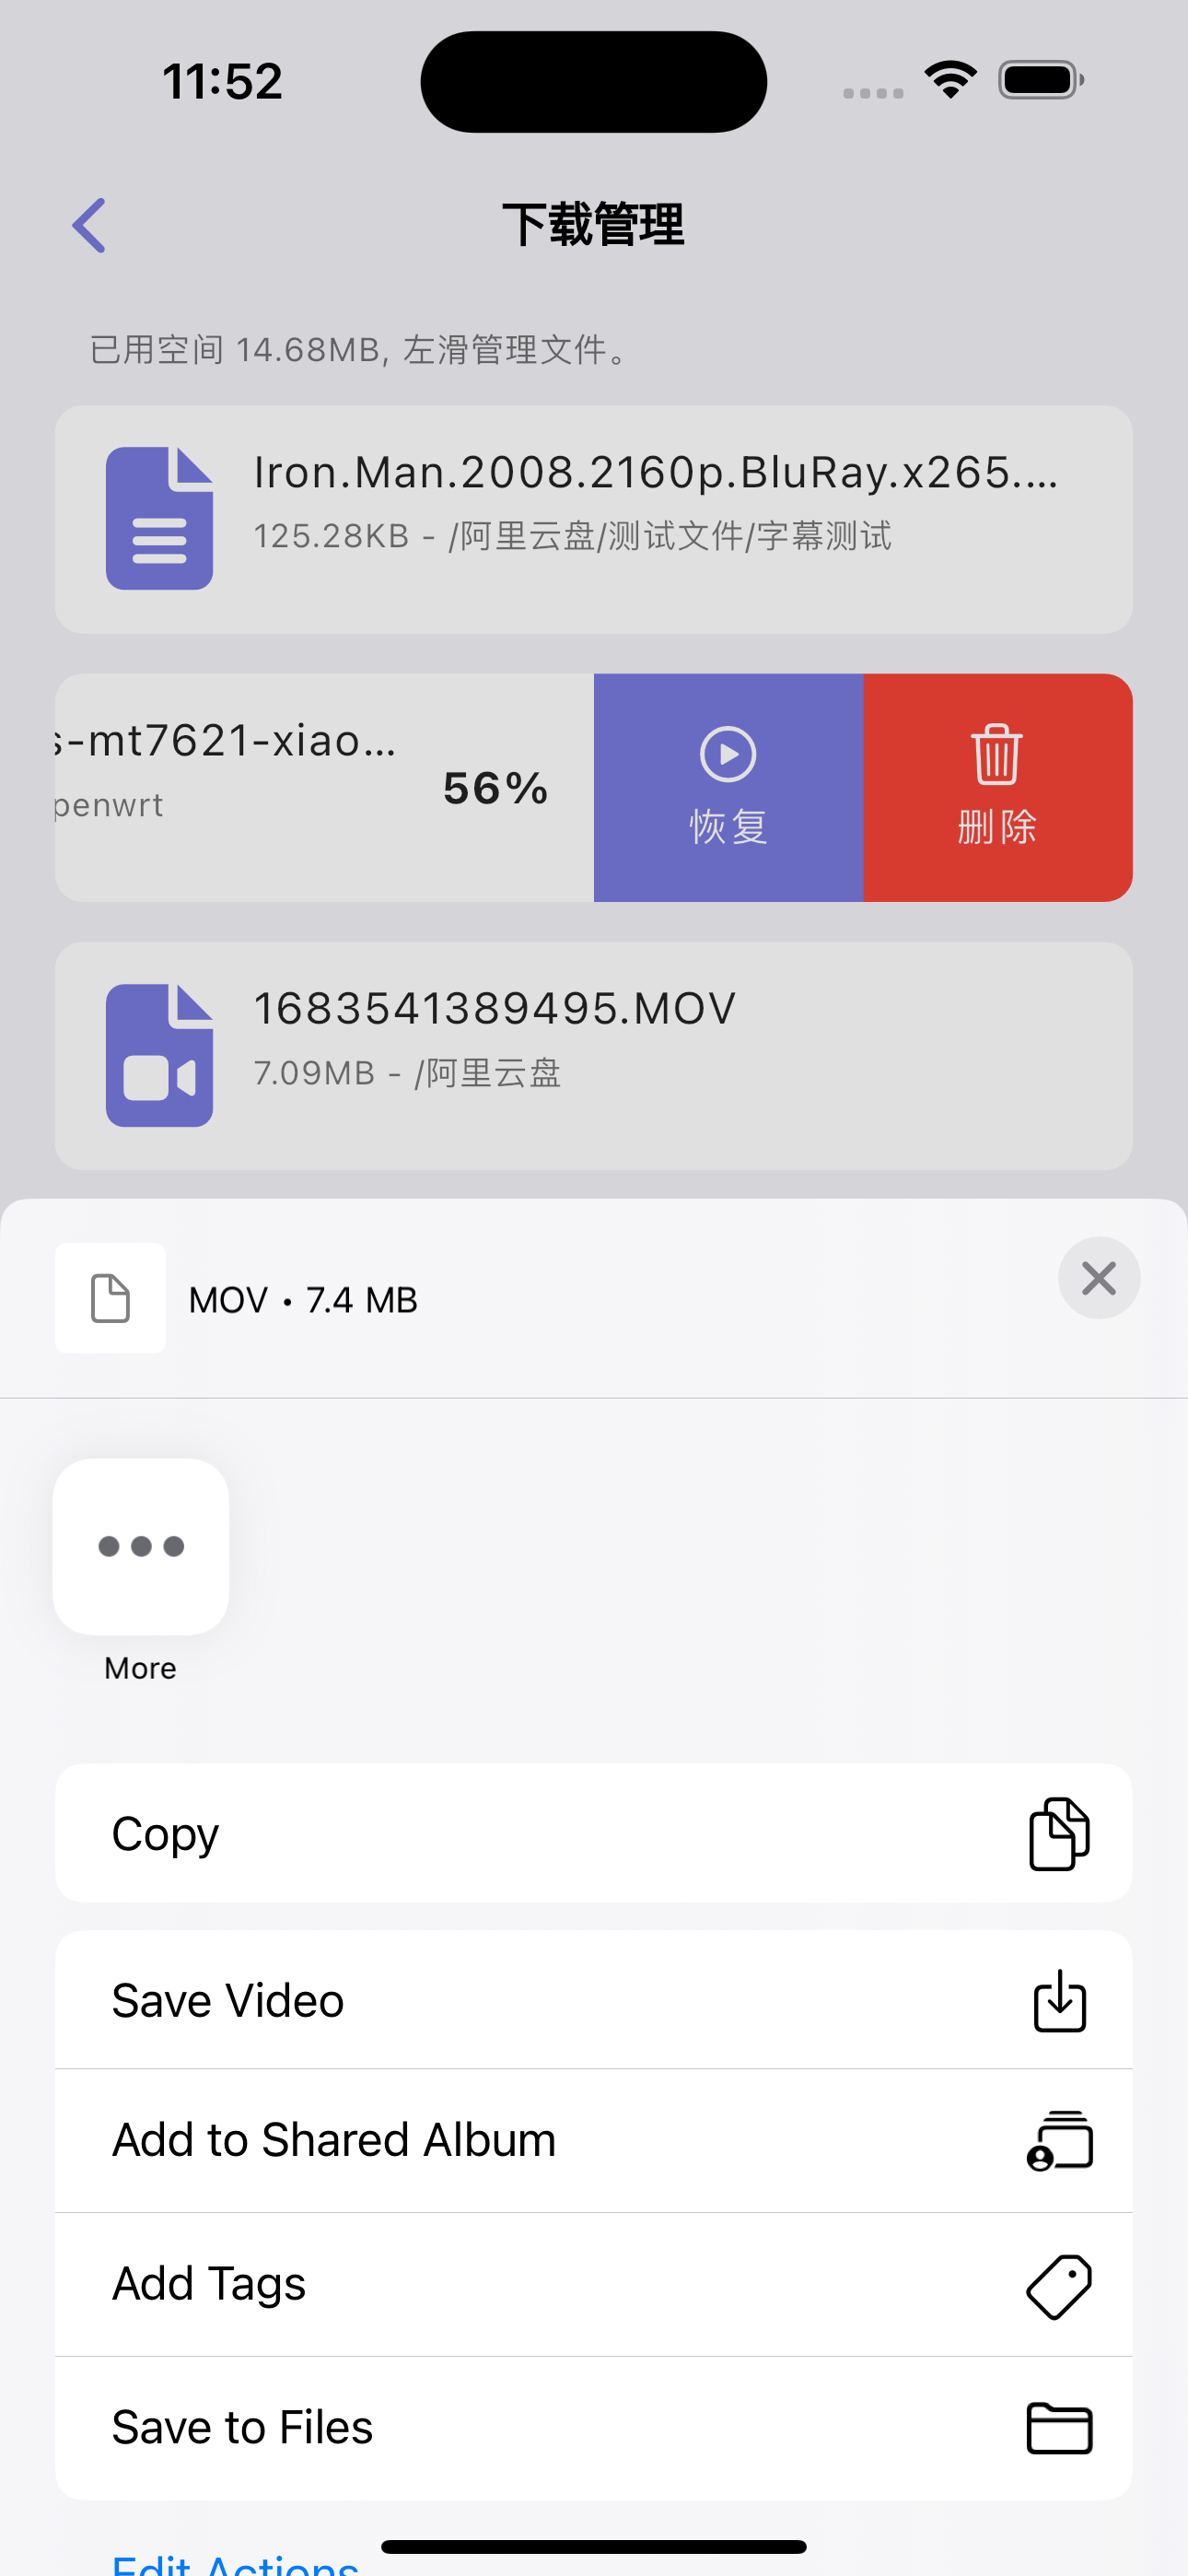 11:52
下载管理
已用空间 14.68MB, 左滑管理文件。
Iron.Man.2008.2160p.BluRay.x265....
125.28KB - /阿里云盘/测试文件/字幕测试
s-mt7621-xiao...
penwrt
56%
恢复
删除
1683541389495.MOV
7.09MB - /阿里云盘
MOV • 7.4 MB
More
Copy
Save Video
Add to Shared Album
Add Tags
Save to Files
Edit Actions